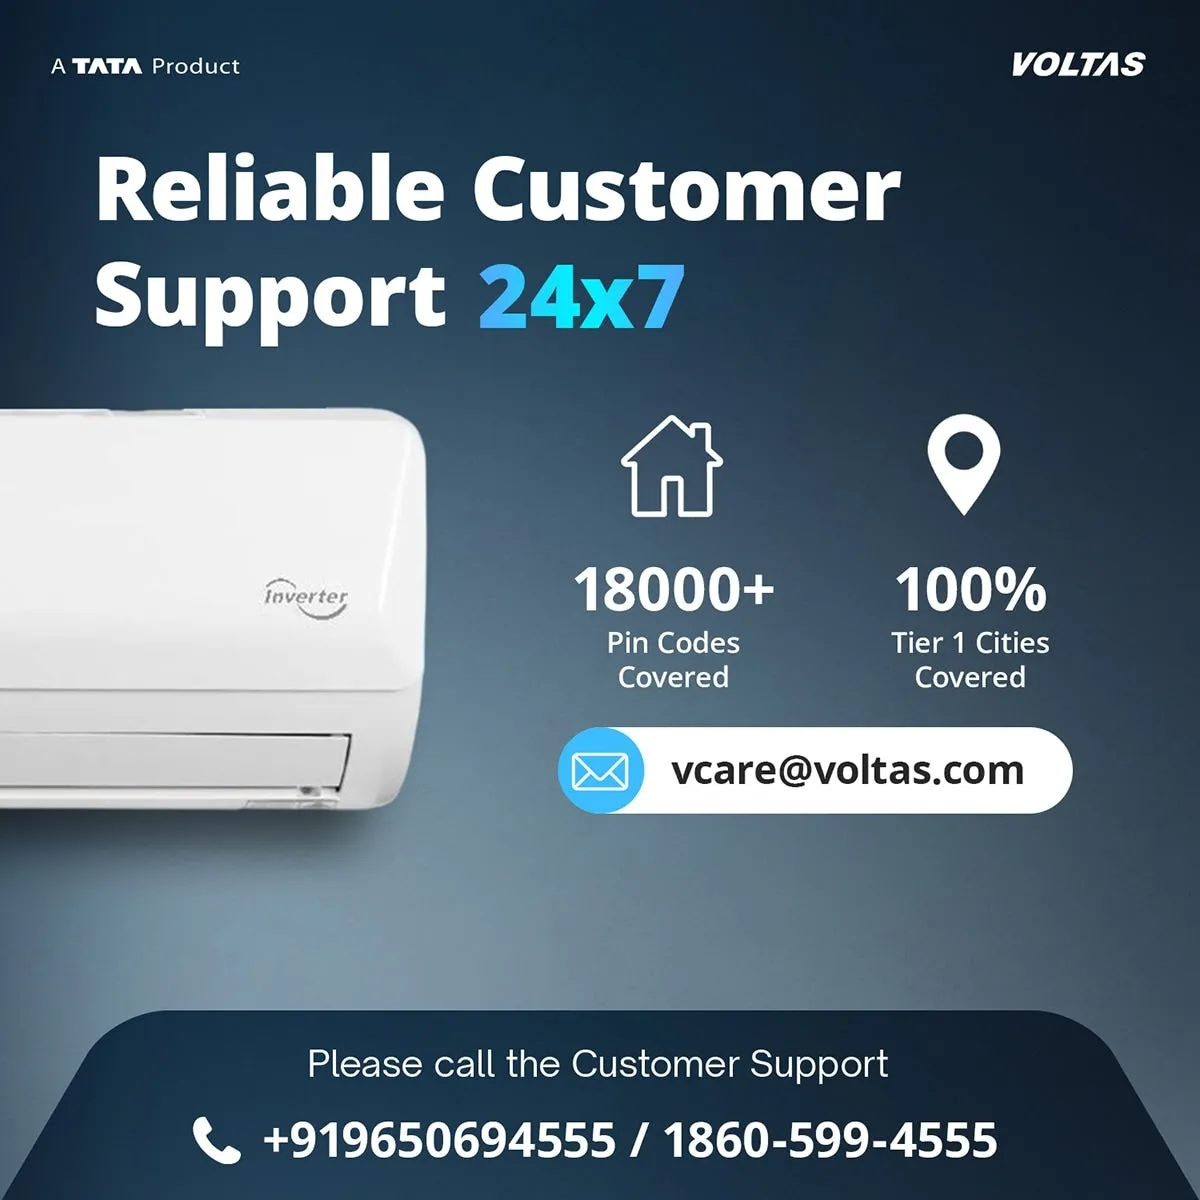 A TATA Product
VOLTAS
Reliable Customer
Support 24x7
Inverter
18000+
Pin Codes
Covered
100%
Tier 1 Cities
Covered
vcare@voltas.com
Please call the Customer Support
+919650694555 / 1860-599-4555